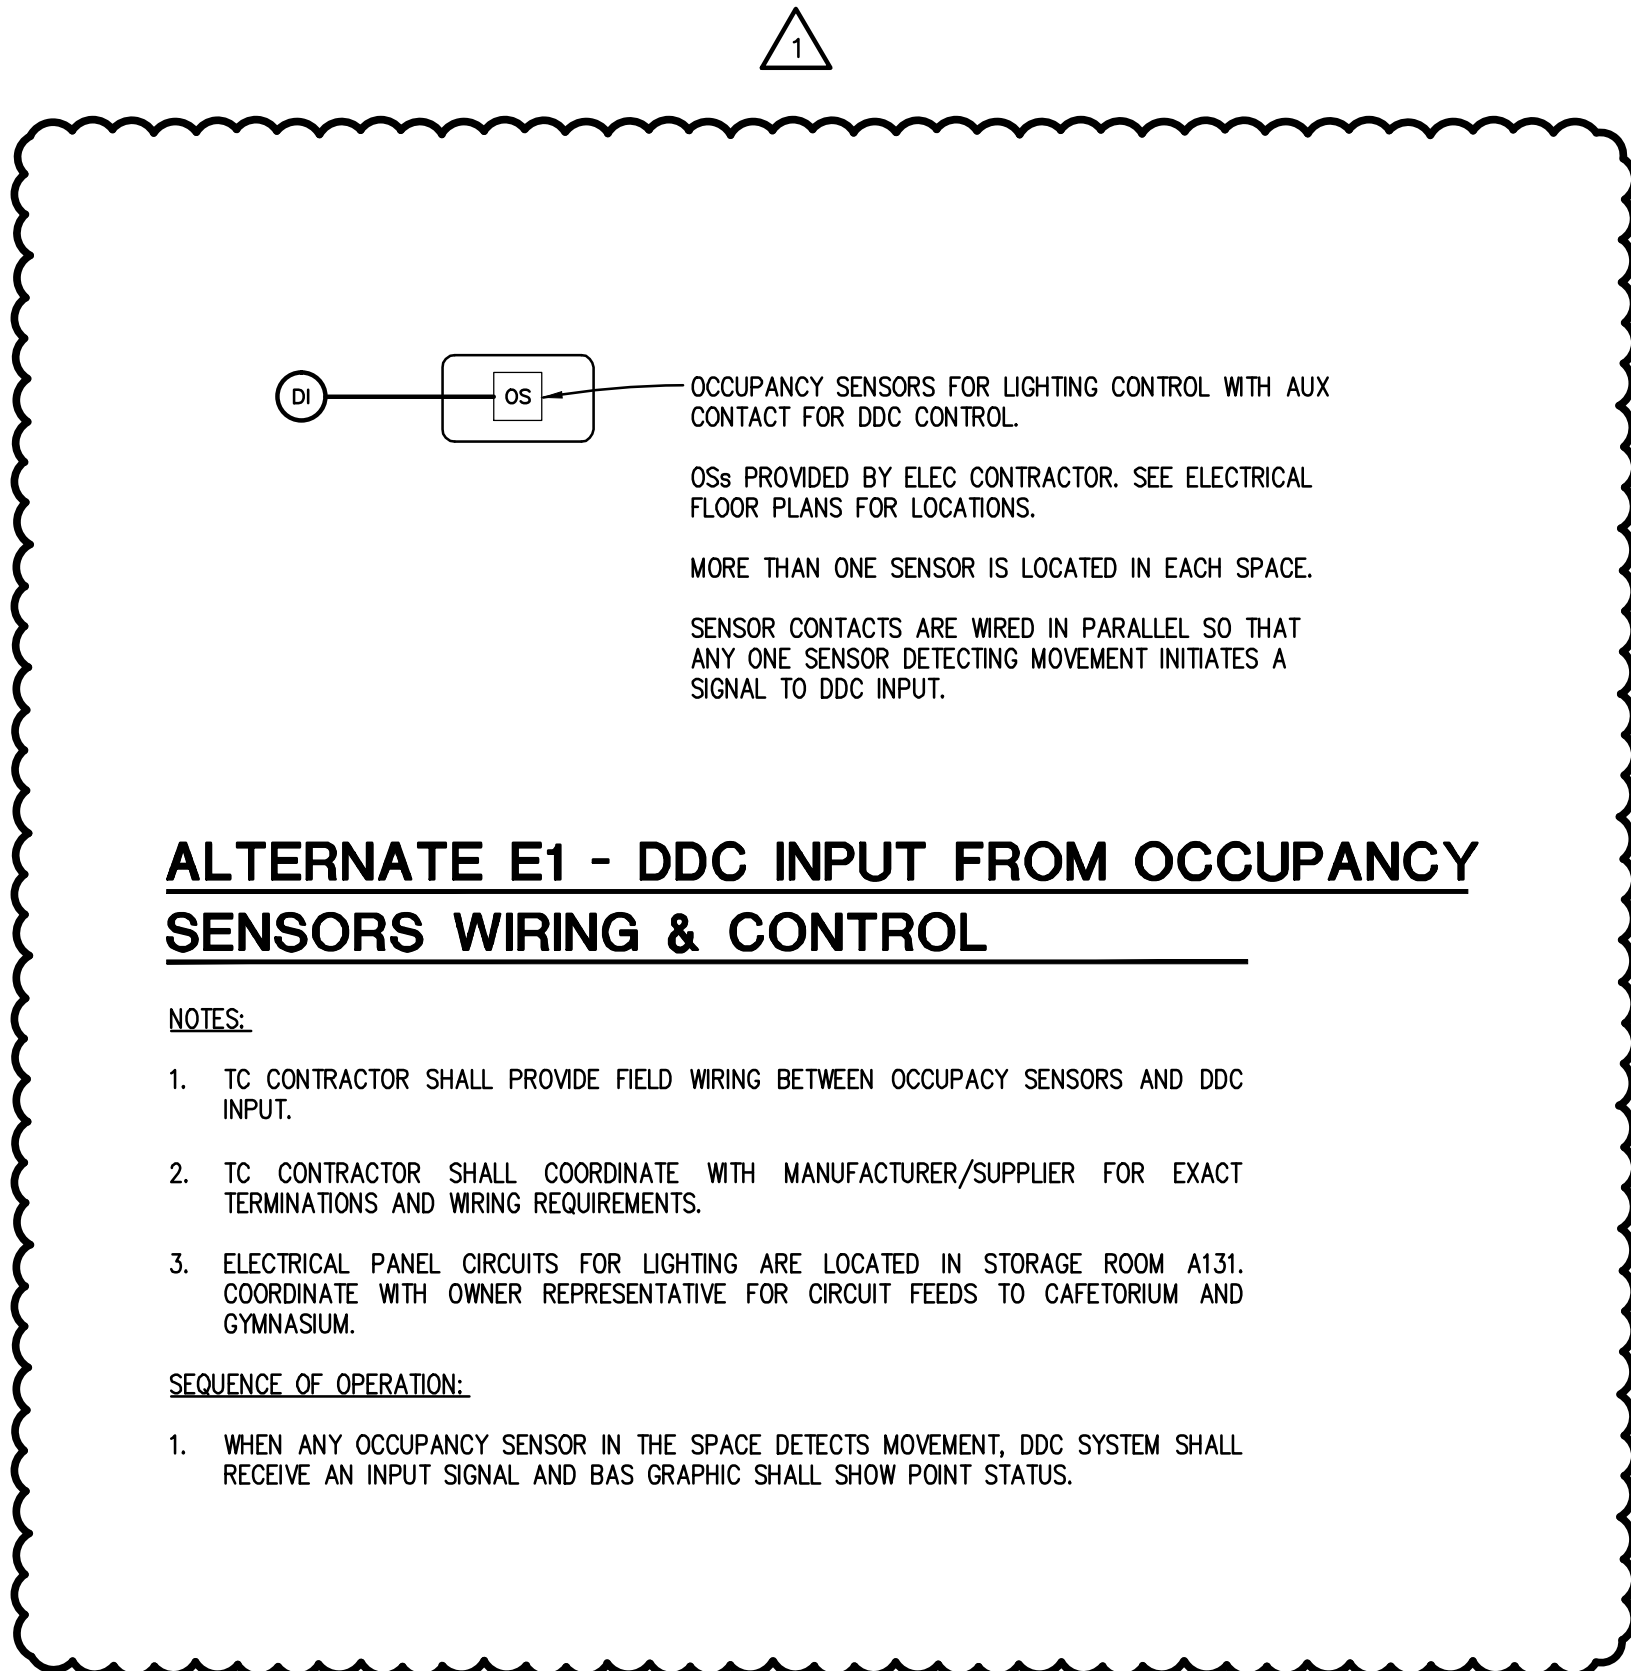 1
DI
OS
OCCUPANCY SENSORS FOR LIGHTING CONTROL WITH AUX
CONTACT FOR DDC CONTROL.
OSs PROVIDED BY ELEC CONTRACTOR. SEE ELECTRICAL
FLOOR PLANS FOR LOCATIONS.
MORE THAN ONE SENSOR IS LOCATED IN EACH SPACE.
SENSOR CONTACTS ARE WIRED IN PARALLEL SO THAT
ANY ONE SENSOR DETECTING MOVEMENT INITIATES A
SIGNAL TO DDC INPUT.
ALTERNATE E1 - DDC INPUT FROM OCCUPANCY
SENSORS WIRING & CONTROL
NOTES:
1. TC CONTRACTOR SHALL PROVIDE FIELD WIRING BETWEEN OCCUPACY SENSORS AND DDC
INPUT.
2. TC CONTRACTOR SHALL COORDINATE WITH MANUFACTURER/SUPPLIER FOR EXACT
TERMINATIONS AND WIRING REQUIREMENTS.
3. ELECTRICAL PANEL CIRCUITS FOR LIGHTING ARE LOCATED IN STORAGE ROOM A131.
COORDINATE WITH OWNER REPRESENTATIVE FOR CIRCUIT FEEDS TO CAFETORIUM AND
GYMNASIUM.
SEQUENCE OF OPERATION:
1. WHEN ANY OCCUPANCY SENSOR IN THE SPACE DETECTS MOVEMENT, DDC SYSTEM SHALL
RECEIVE AN INPUT SIGNAL AND BAS GRAPHIC SHALL SHOW POINT STATUS.